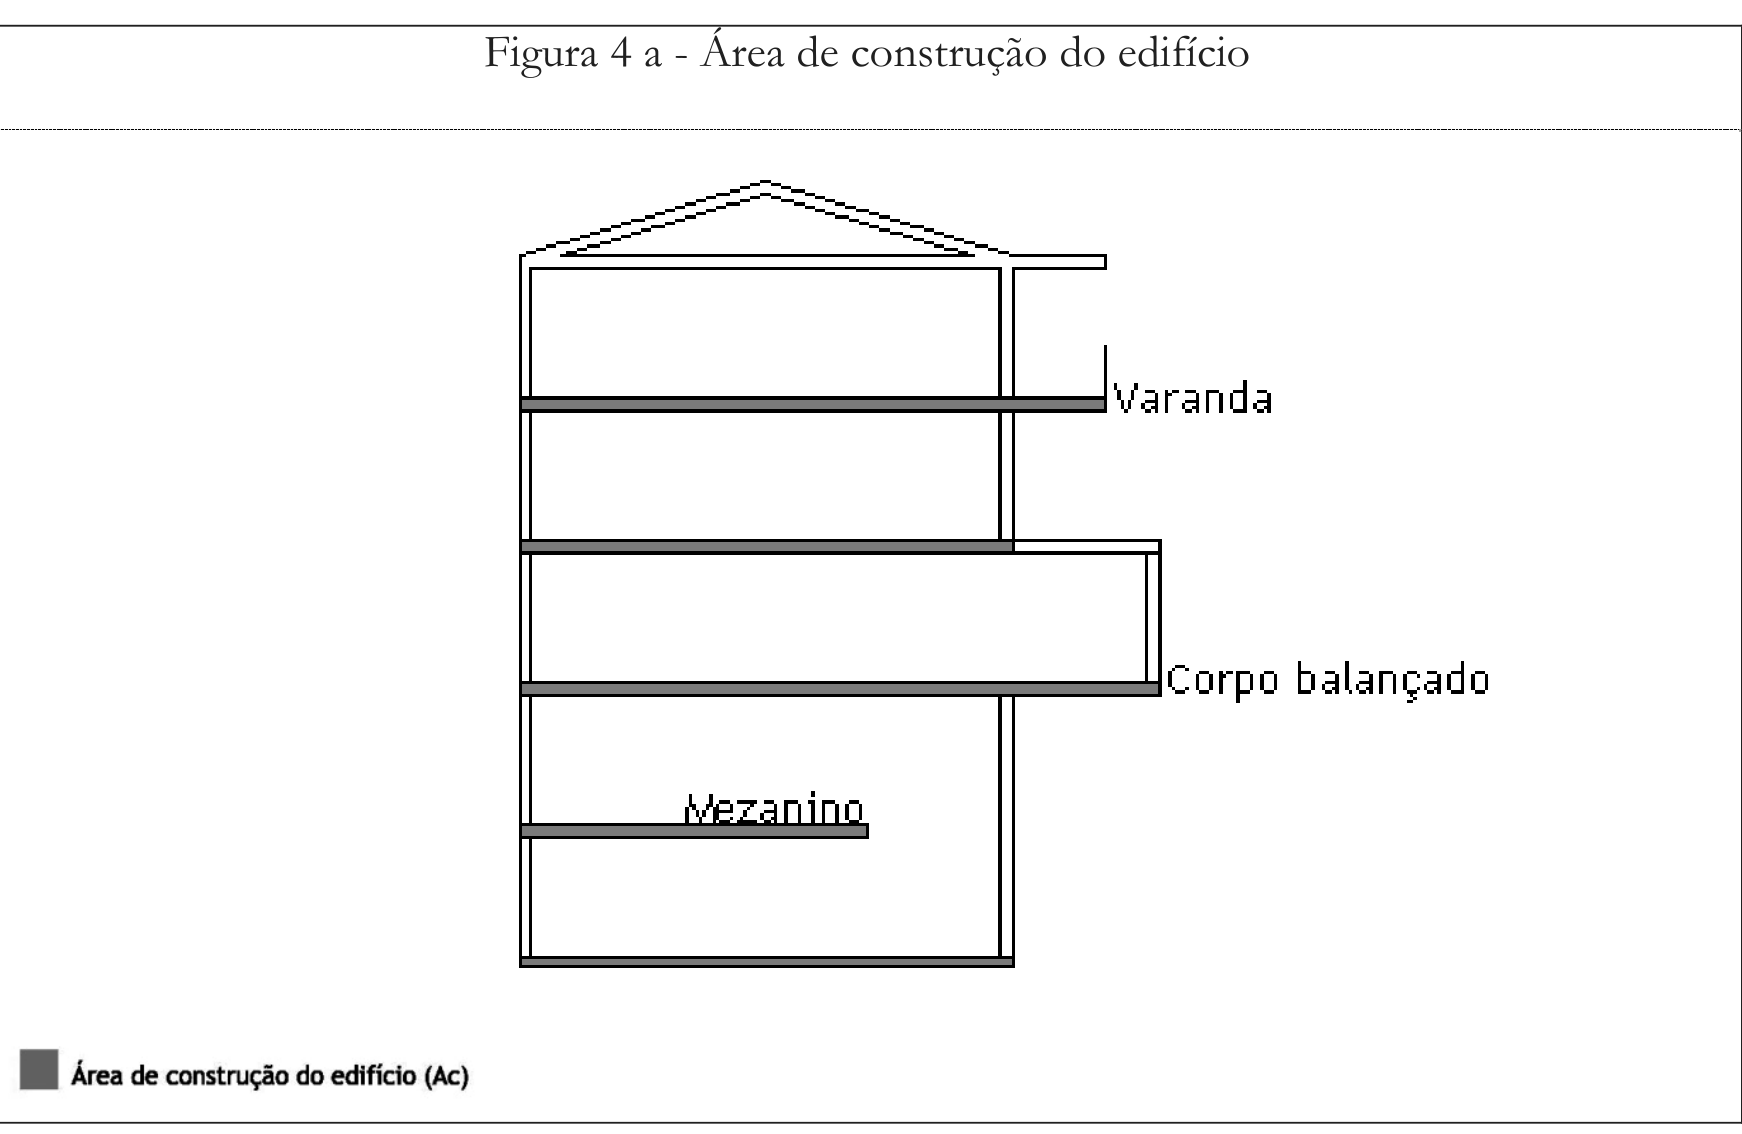 Figura 4 a - Área de construção do edifício
Varanda
Corpo balançado
Mezanino
Área de construção do edifício (Ac)